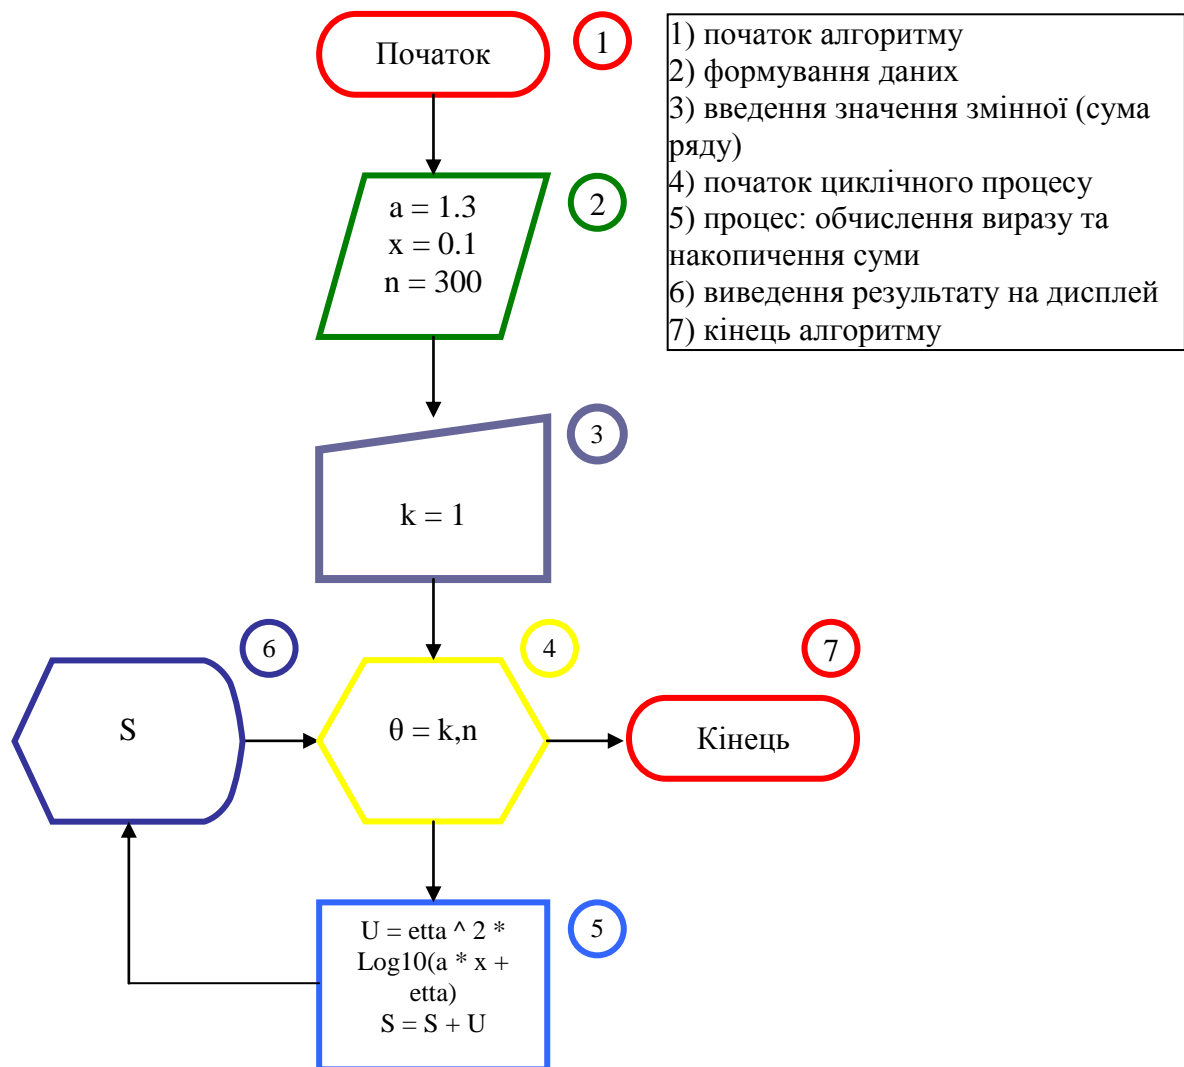 Початок
1
1) початок алгоритму
2) формування даних
3) введення значення змінної (сума
ряду)
4) початок циклічного процесу
5) процес: обчислення виразу та
накопичення суми
6) виведення результату на дисплей
7) кінець алгоритму
a = 1.3
x = 0.1
n = 300
2
3
k = 1
6
4
7
S
θ = k,n
Кінець
U = etta ^ 2 *
Log10(a * x +
etta)
S = S + U
5